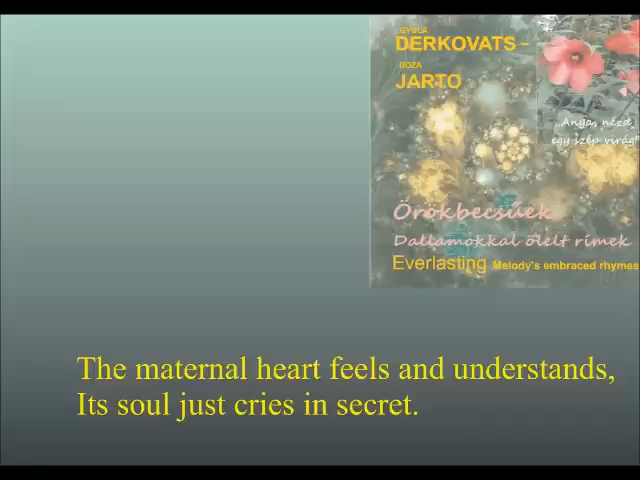 GYULA
DERKOVATS –
RÓZA
JARTO
„Anya, nézd,
egy szép virág!"
Örökbecsűek
Dallamokkal ölelt rímek
Everlasting Melody's embraced rhymes
The maternal heart feels and understands,
Its soul just cries in secret.